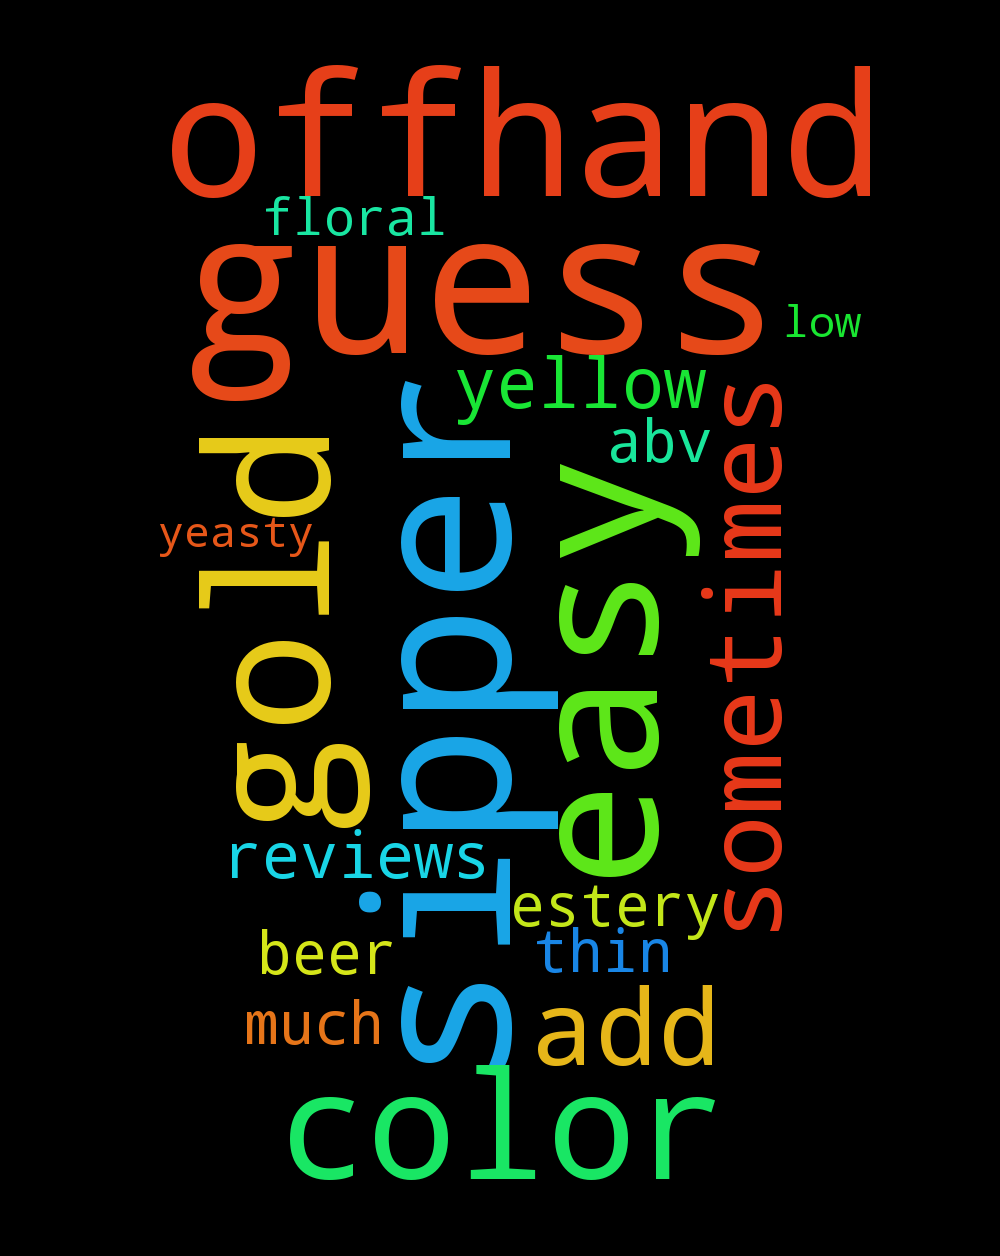 offhand
floral
guess
low
yellow
abv
gold
sipper
easy
sometimes
yeasty
reviews
estery
beer
thin
much
add
color